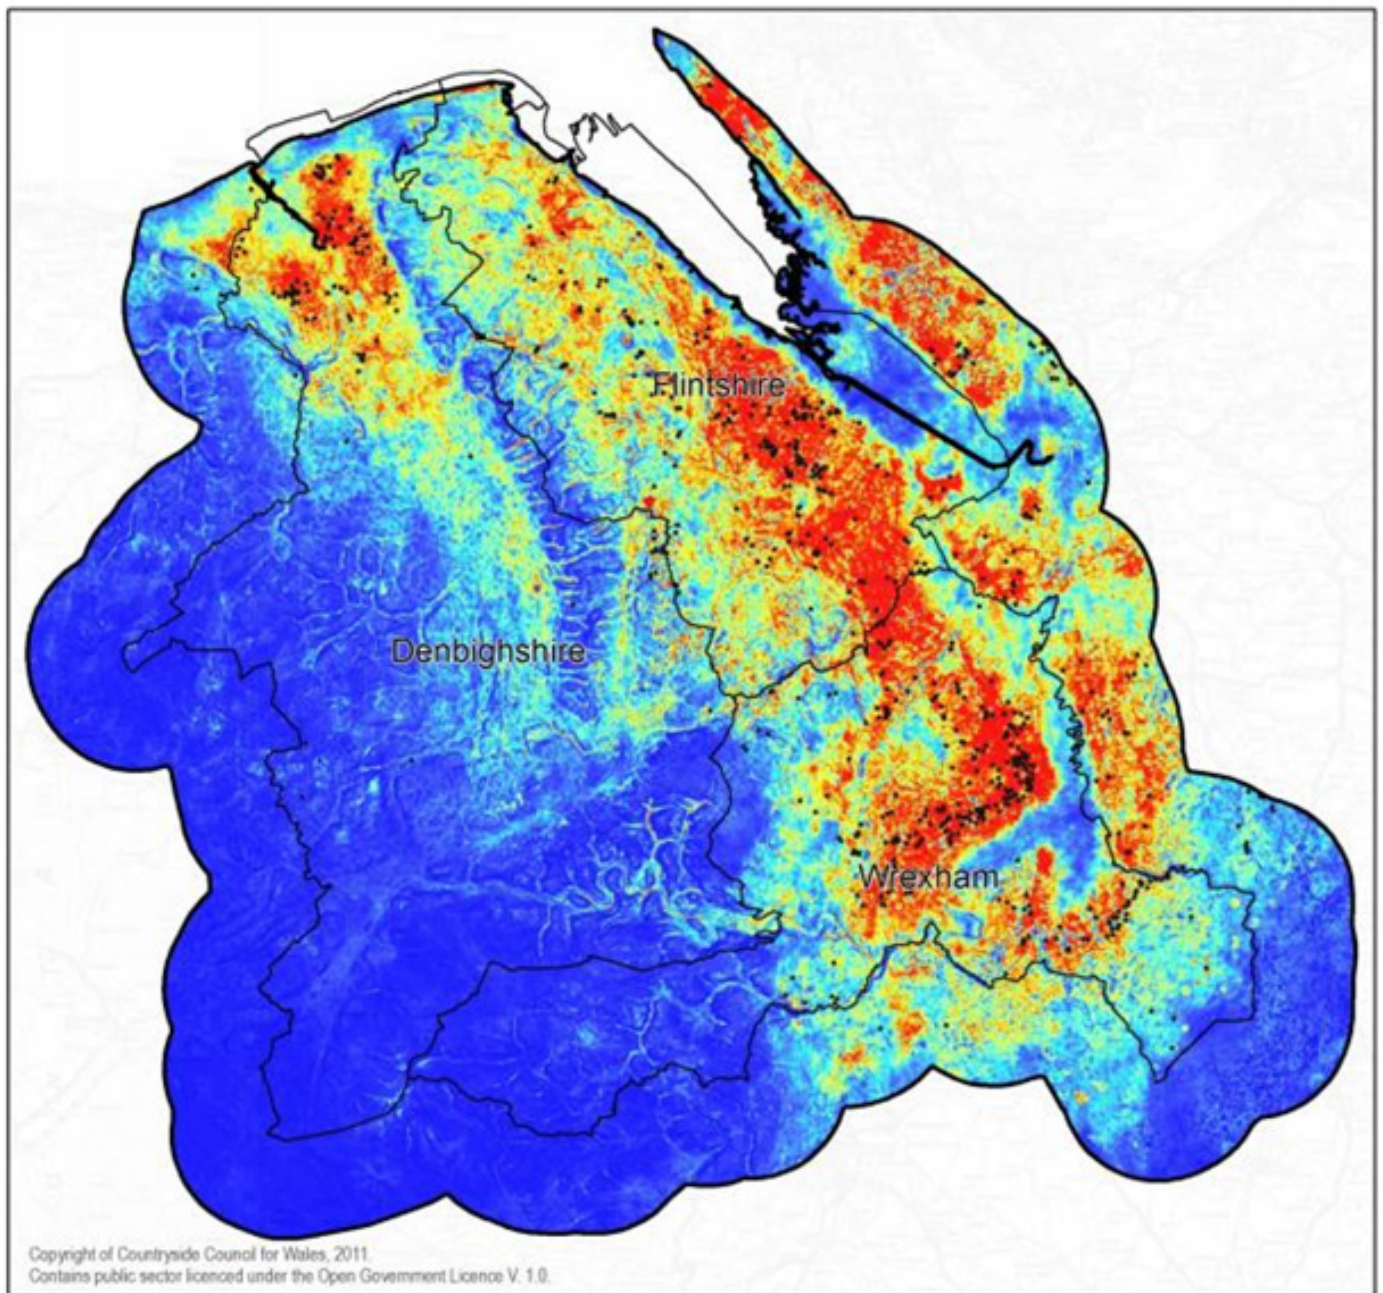 Flintshire
Denbighshire
Wrexham
Copyright of Countryside Council for Wales, 2011.
Contains public sector licenced under the Open Government Licence V. 1.0.